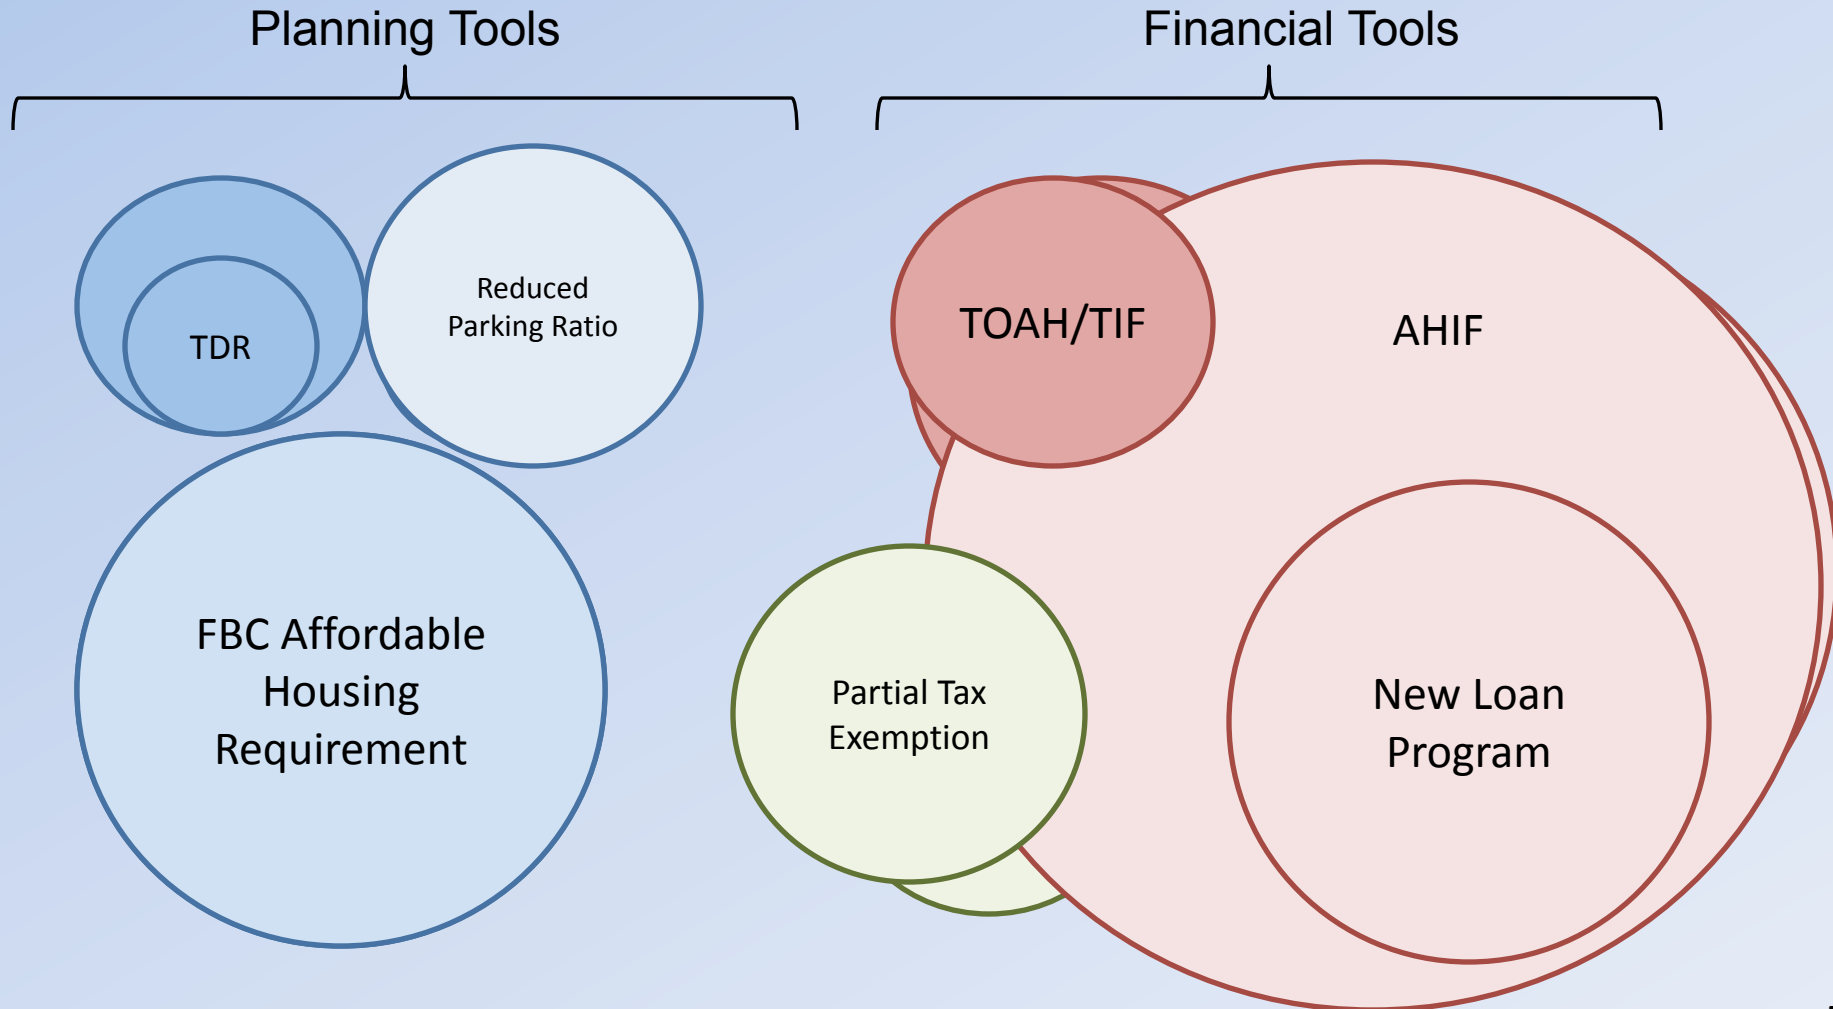 Planning Tools
Financial Tools
TDR
Reduced
Parking Ratio
FBC Affordable
Housing
Requirement
TOAH/TIF
AHIF
Partial Tax
Exemption
New Loan
Program